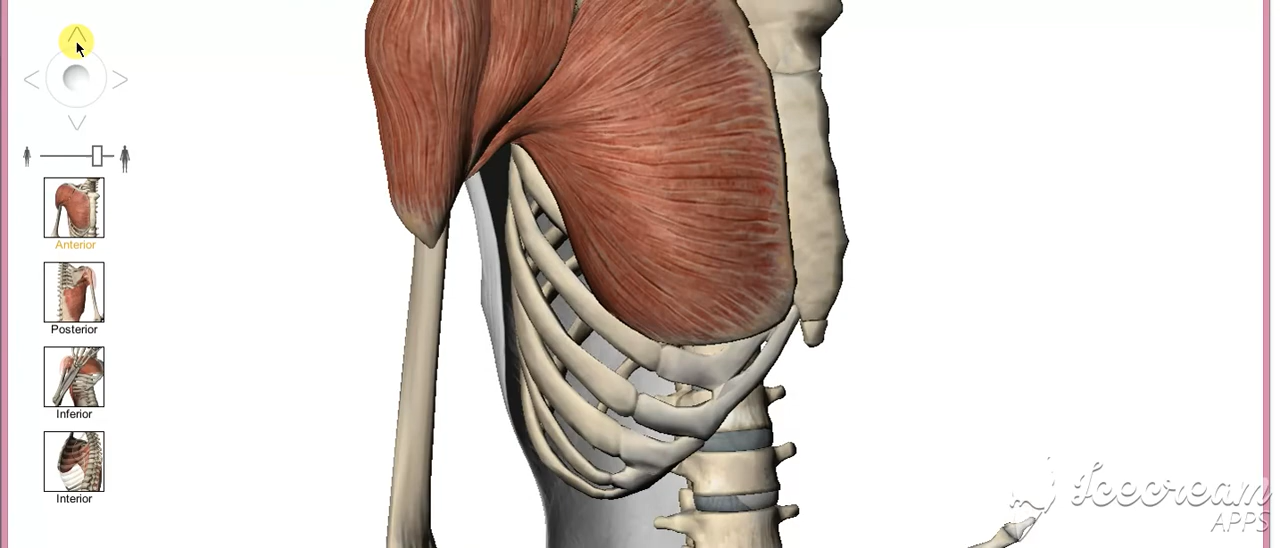 Anterior
Posterior
Inferior
Interior
Icecream
APPS